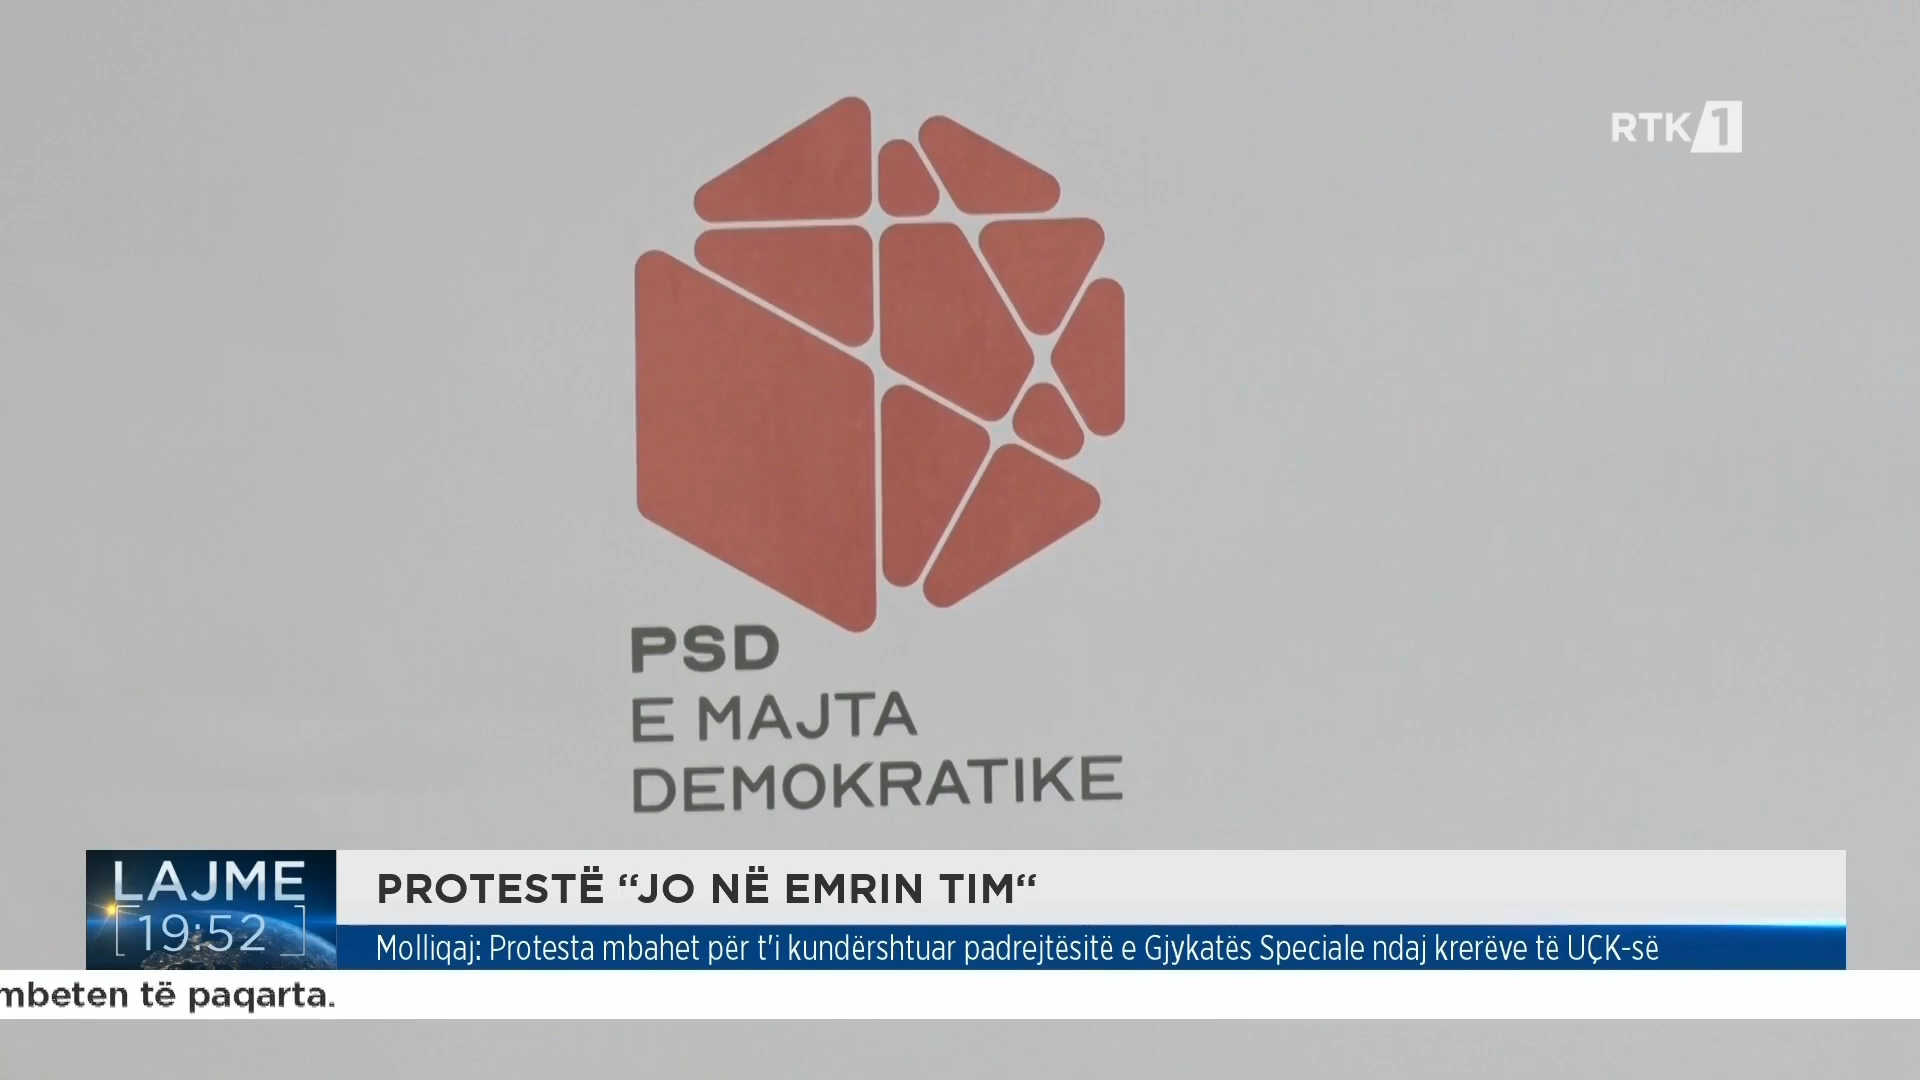 RTK 1
PSD
E MAJTA
DEMOKRATIKE
LAJME
19:52
PROTESTË “JO NË EMRIN TIM“
Molliqaj: Protesta mbahet për t'i kundërshtuar padrejtësitë e Gjykatës Speciale ndaj krerëve të UÇK-së
mbeten të paqarta.